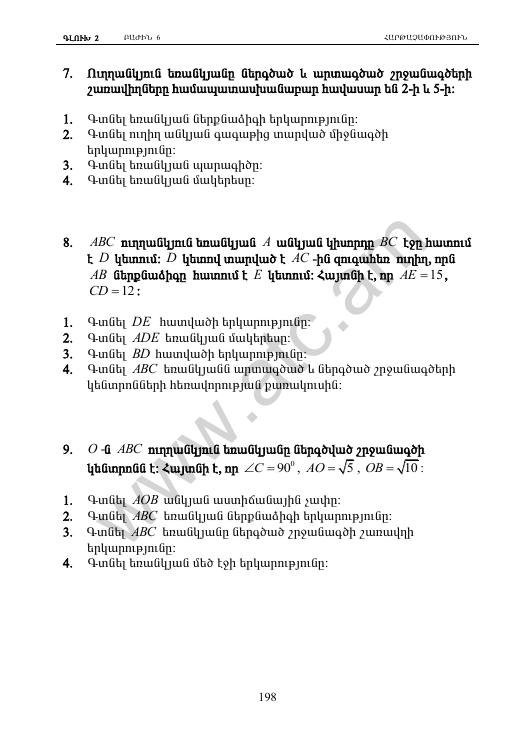 ԳԼՈՒԽ 2 ԲԱԺԻՆ 6 ՀԱՐԹԱՉԱՓՈՒԹՅՈՒՆ
7. Ուղղանկյուն եռանկյանը ներգծած և արտագծած շրջանագծերի
շառավիղները համապատասխանաբար հավասար են 2-ի և 5-ի:
1. Գտնել եռանկյան ներքնաձիգի երկարությունը:
2. Գտնել ուղիղ անկյան գագաթից տարված միջնագծի
երկարությունը:
3. Գտնել եռանկյան պարագիծը:
4. Գտնել եռանկյան մակերեսը:
8. ABC ուղղանկյուն եռանկյան A անկյան կիսորդը BC էջը հատում
է D կետում: D կետով տարված է AC -ին զուգահեռ ուղիղ, որն
AB ներքնաձիգը հատում է E կետում: Հայտնի է, որ AE = 15,
CD = 12:
1. Գտնել DE հատվածի երկարությունը:
2. Գտնել ADE եռանկյան մակերեսը:
3. Գտնել BD հատվածի երկարությունը:
4. Գտնել ABC եռանկյանն արտագծած և ներգծած շրջանագծերի
կենտրոնների հեռավորության քառակուսին:
9. O -ն ABC ուղղանկյուն եռանկյանը ներգծված շրջանագծի
կենտրոնն է: Հայտնի է, որ ∠C = 90⁰, AO = √5, OB = √10:
1. Գտնել AOB անկյան աստիճանային չափը:
2. Գտնել ABC եռանկյան ներքնաձիգի երկարությունը:
3. Գտնել ABC եռանկյանը ներգծած շրջանագծի շառավղի
երկարությունը:
4. Գտնել եռանկյան մեծ էջի երկարությունը:
198
www.atc.am